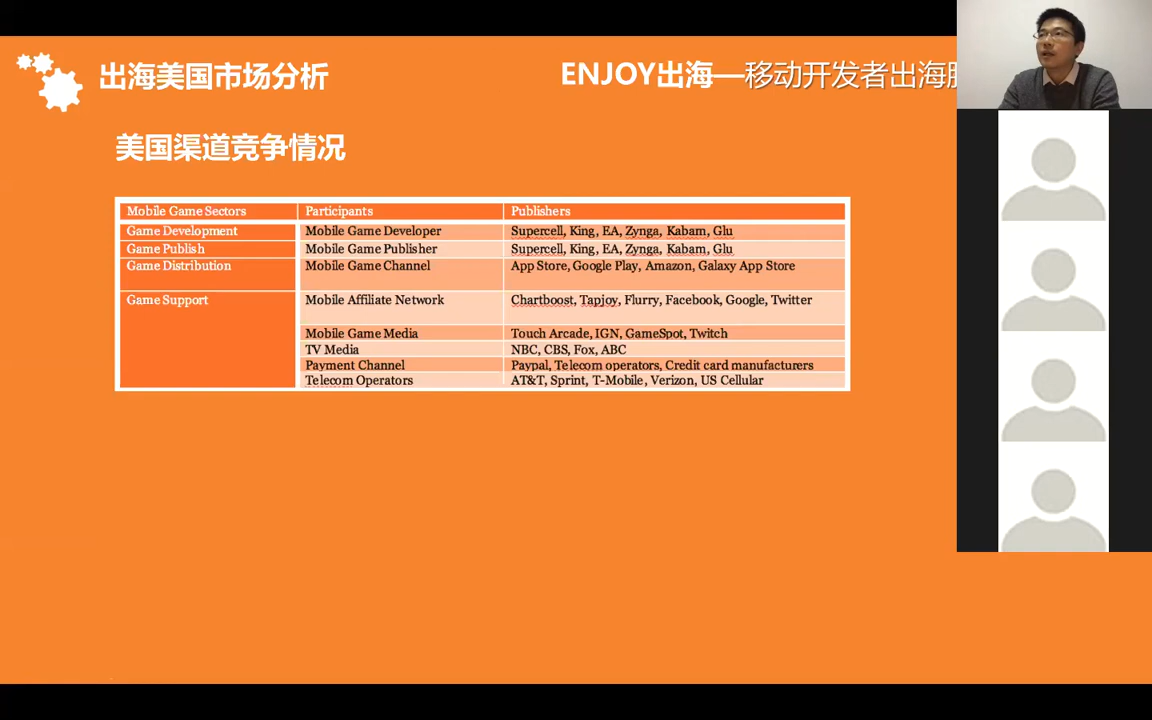 出海美国市场分析
ENJOY出海—移动开发者出海
美国渠道竞争情况
Mobile Game Sectors Participants Publishers
Game Development Mobile Game Developer Supercell, King, EA, Zynga, Kabam, Glu
Game Publish Mobile Game Publisher Supercell, King, EA, Zynga, Kabam, Glu
Game Distribution Mobile Game Channel App Store, Google Play, Amazon, Galaxy App Store
Game Support Mobile Affiliate Network Chartboost, Tapjoy, Flurry, Facebook, Google, Twitter
Mobile Game Media Touch Arcade, IGN, GameSpot, Twitch
TV Media NBC, CBS, Fox, ABC
Payment Channel Paypal, Telecom operators, Credit card manufacturers
Telecom Operators AT&T, Sprint, T-Mobile, Verizon, US Cellular